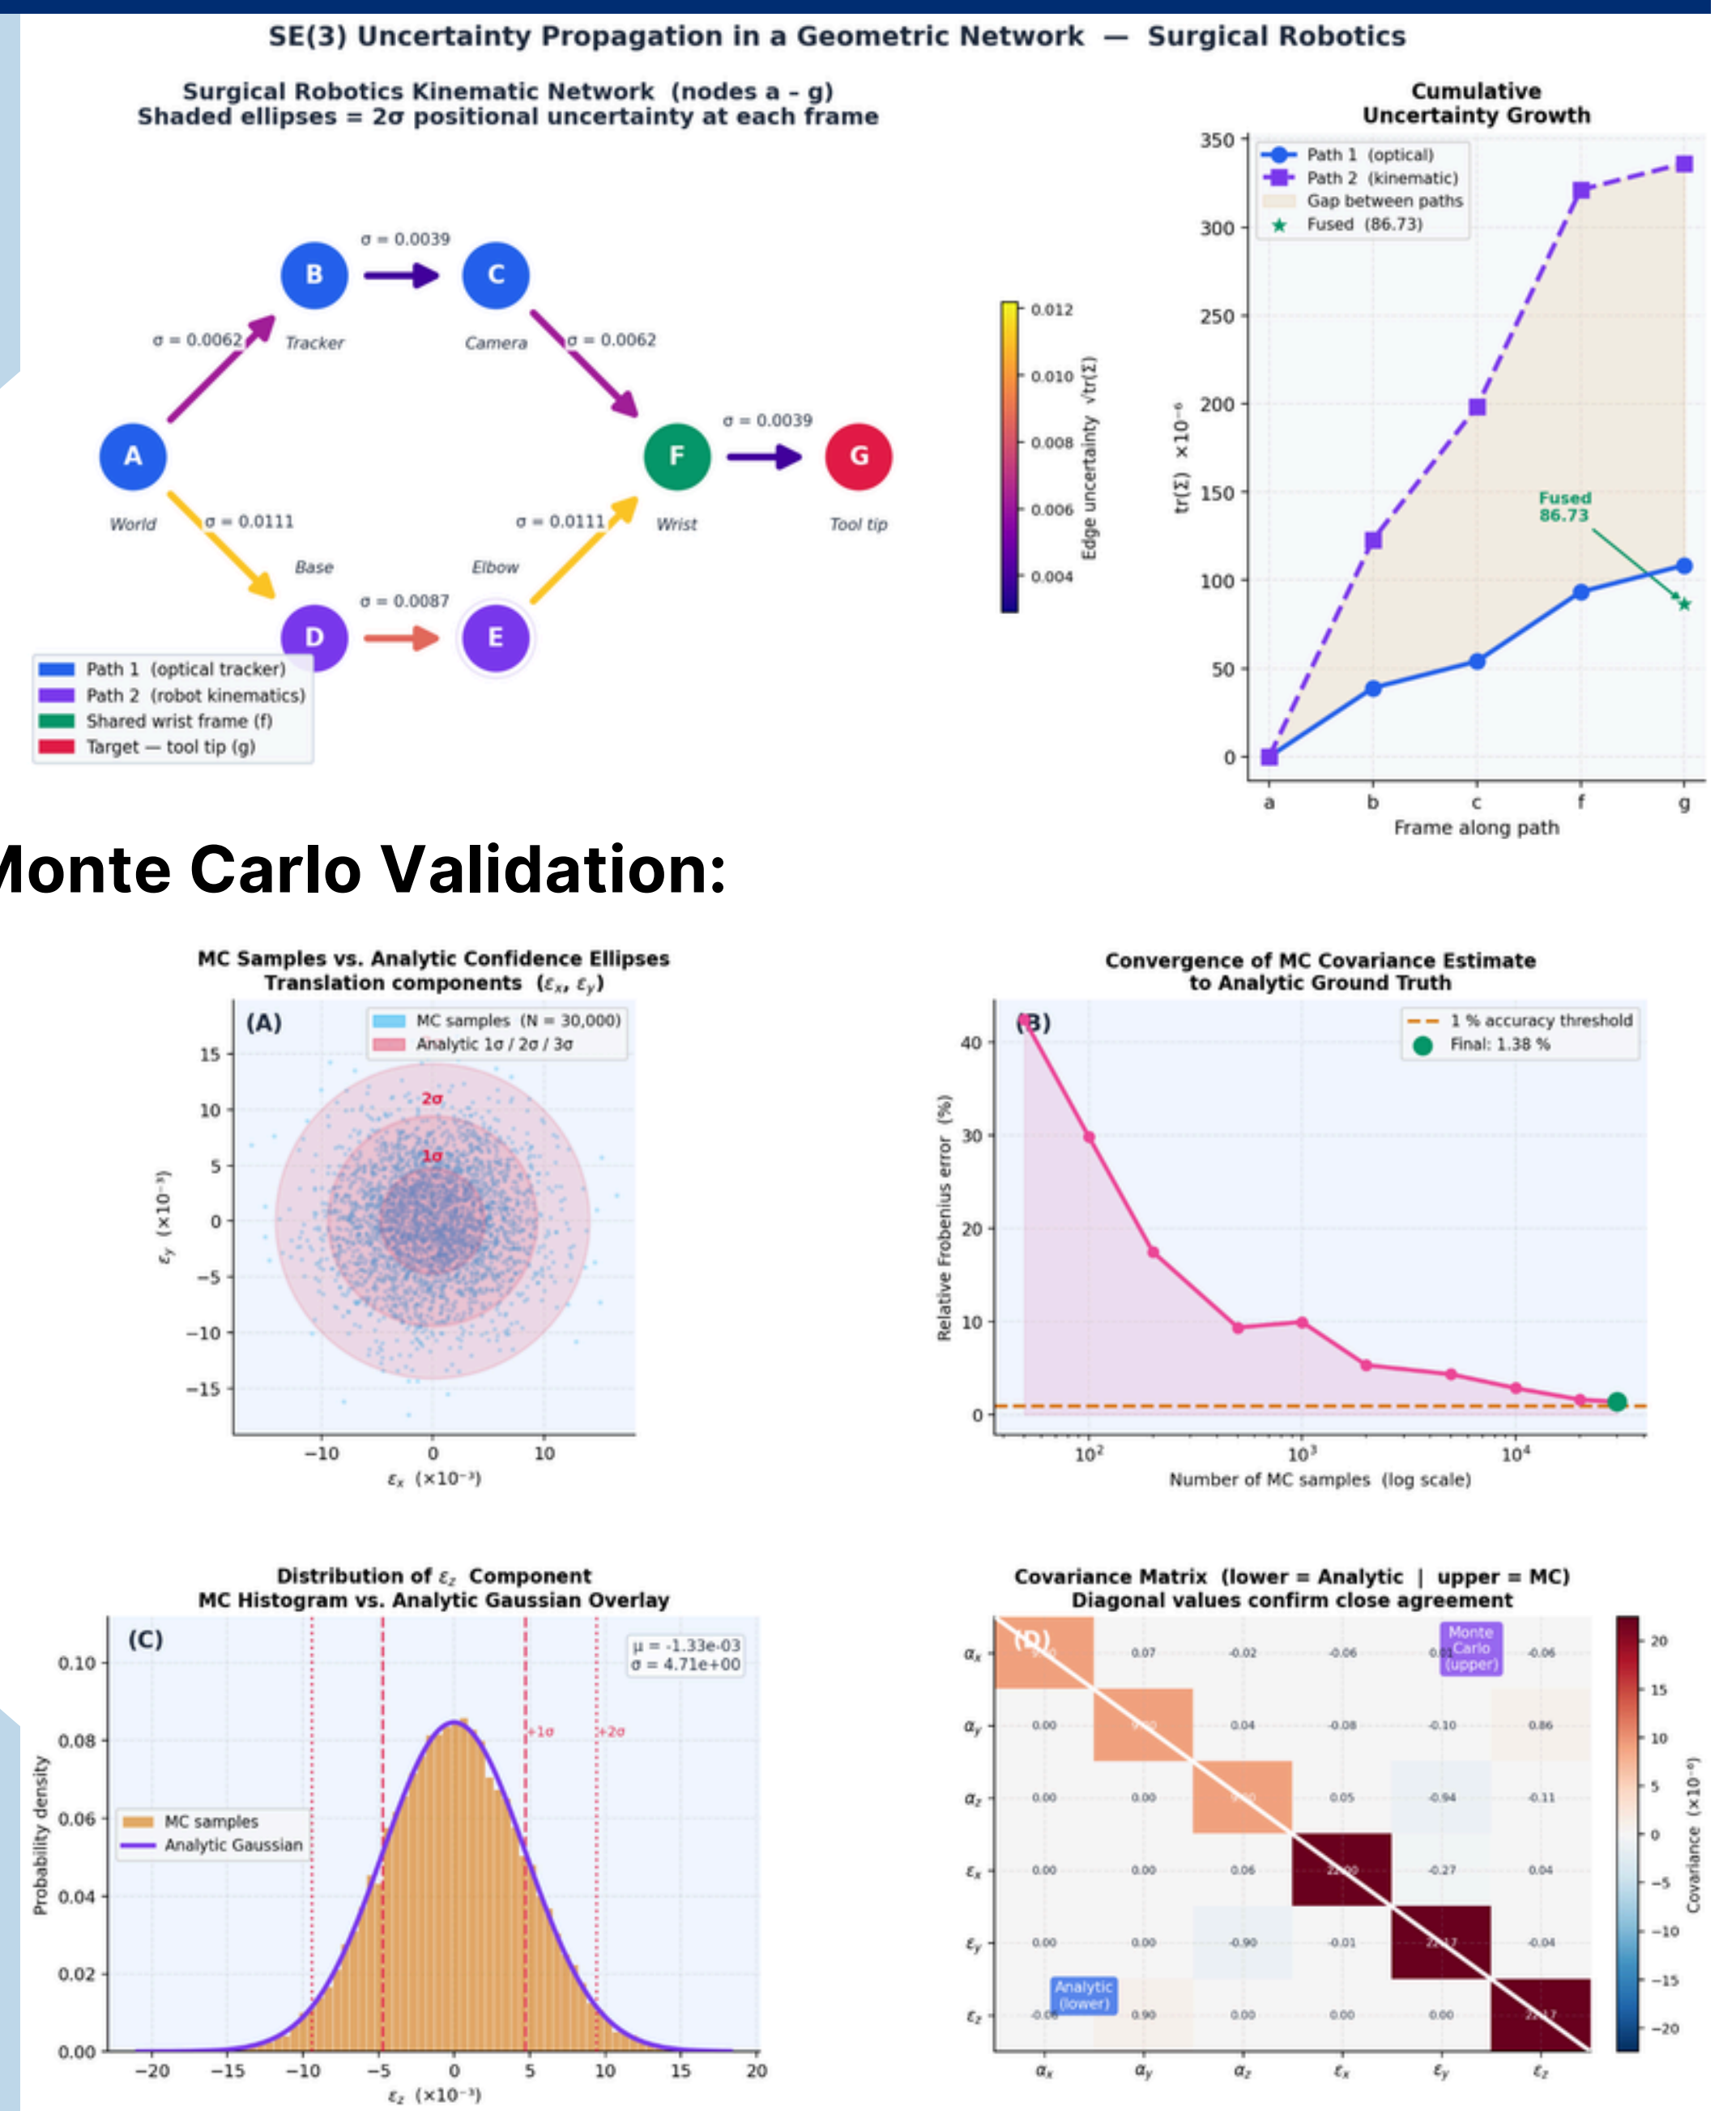 SE(3) Uncertainty Propagation in a Geometric Network — Surgical Robotics
Surgical Robotics Kinematic Network (nodes a – g)
Shaded ellipses = 2σ positional uncertainty at each frame
σ = 0.0039
B
C
σ = 0.0062
Tracker
Camera
σ = 0.0062
σ = 0.0039
A
F
G
World
σ = 0.0111
σ = 0.0111
Wrist
Tool tip
Base
Elbow
σ = 0.0087
D
E
Path 1 (optical tracker)
Path 2 (robot kinematics)
Shared wrist frame (f)
Target — tool tip (g)
0.012
0.010
0.008
0.006
0.004
Edge uncertainty √tr(Σ)
Cumulative
Uncertainty Growth
Path 1 (optical)
Path 2 (kinematic)
Gap between paths
Fused (86.73)
350
300
250
200
150
100
50
0
tr(Σ) ×10⁻⁶
Fused
86.73
a b c f g
Frame along path
Monte Carlo Validation:
MC Samples vs. Analytic Confidence Ellipses
Translation components (εx, εy)
(A)
MC samples (N = 30,000)
Analytic 1σ / 2σ / 3σ
2σ
1σ
15
10
5
0
−5
−10
−15
εy (×10⁻³)
−10 0 10
εx (×10⁻³)
Convergence of MC Covariance Estimate
to Analytic Ground Truth
(B)
1 % accuracy threshold
Final: 1.38 %
40
30
20
10
0
Relative Frobenius error (%)
10² 10³ 10⁴
Number of MC samples (log scale)
Distribution of εz Component
MC Histogram vs. Analytic Gaussian Overlay
(C)
μ = -1.33e-03
σ = 4.71e+00
+1σ
+2σ
MC samples
Analytic Gaussian
0.10
0.08
0.06
0.04
0.02
0.00
Probability density
−20 −15 −10 −5 0 5 10 15 20
εz (×10⁻³)
Covariance Matrix (lower = Analytic | upper = MC)
Diagonal values confirm close agreement
(D)
Monte
Carlo
(upper)
αx 0.07 -0.02 -0.06 -0.06
αy 0.00 0.04 -0.08 -0.10 0.86
αz 0.00 0.00 0.05 -0.94 -0.11
εx 0.00 0.00 0.06 22.00 -0.27 0.04
εy 0.00 0.00 -0.90 -0.01 22.17 -0.04
εz 0.90 0.00 0.00 0.00 22.17
Analytic
(lower)
αx αy αz εx εy εz
20
15
10
5
0
−5
−10
−15
−20
Covariance (×10⁻⁶)